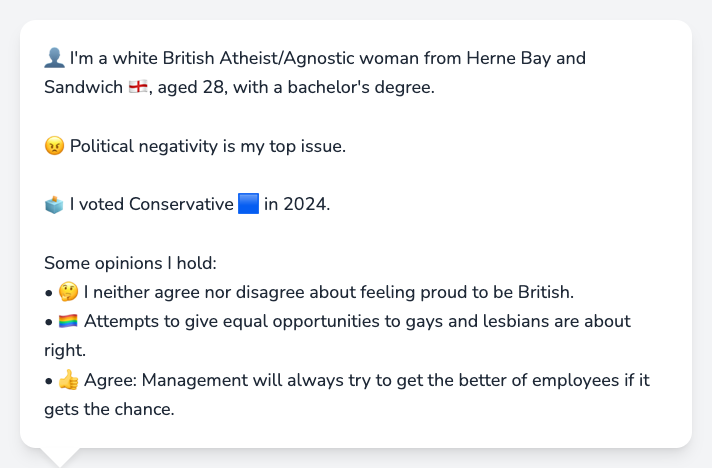 👤 I'm a white British Atheist/Agnostic woman from Herne Bay and
Sandwich 🏴󠁧󠁢󠁥󠁮󠁧󠁿, aged 28, with a bachelor's degree.
😠 Political negativity is my top issue.
🗳️ I voted Conservative 🟦 in 2024.
Some opinions I hold:
• 🤔 I neither agree nor disagree about feeling proud to be British.
• 🏳️‍🌈 Attempts to give equal opportunities to gays and lesbians are about
right.
• 👍 Agree: Management will always try to get the better of employees if it
gets the chance.